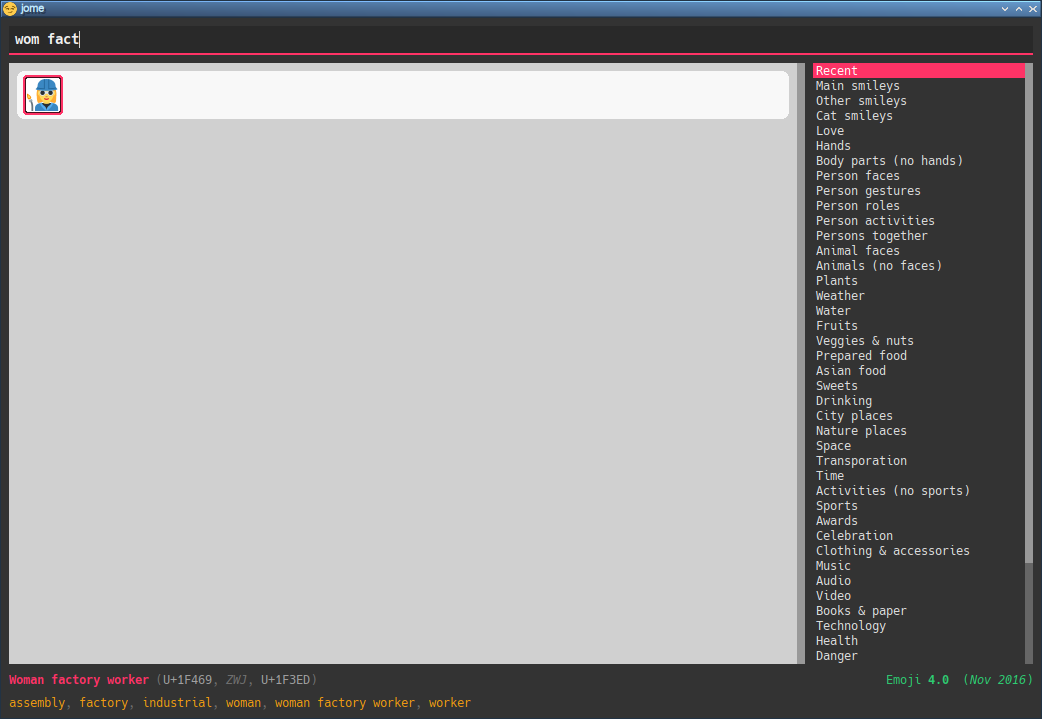 jome
wom fact
Recent
Main smileys
Other smileys
Cat smileys
Love
Hands
Body parts (no hands)
Person faces
Person gestures
Person roles
Person activities
Persons together
Animal faces
Animals (no faces)
Plants
Weather
Water
Fruits
Veggies & nuts
Prepared food
Asian food
Sweets
Drinking
City places
Nature places
Space
Transporation
Time
Activities (no sports)
Sports
Awards
Celebration
Clothing & accessories
Music
Audio
Video
Books & paper
Technology
Health
Danger
Woman factory worker (U+1F469, ZWJ, U+1F3ED) Emoji 4.0 (Nov 2016)
assembly, factory, industrial, woman, woman factory worker, worker